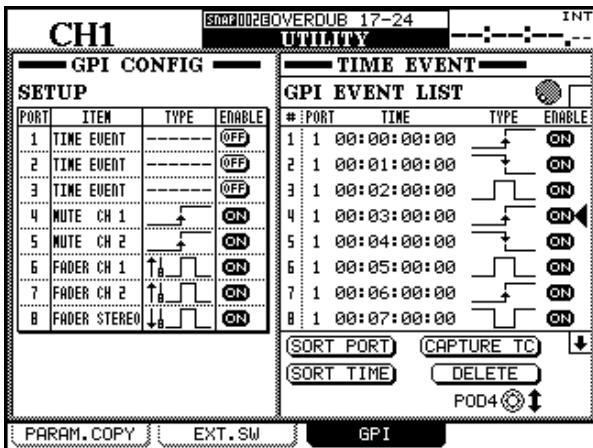 CH1
SNAP002B OVERDUB 17-24
INT
UTILITY
--:--:--.--
GPI CONFIG
SETUP
PORT ITEM TYPE ENABLE
1 TIME EVENT ------ OFF
2 TIME EVENT ------ OFF
3 TIME EVENT ------ OFF
4 MUTE CH 1 ON
5 MUTE CH 2 ON
6 FADER CH 1 ON
7 FADER CH 2 ON
8 FADER STEREO ON
TIME EVENT
GPI EVENT LIST
# PORT TIME TYPE ENABLE
1 1 00:00:00:00 ON
2 1 00:01:00:00 ON
3 1 00:02:00:00 ON
4 1 00:03:00:00 ON
5 1 00:04:00:00 ON
6 1 00:05:00:00 ON
7 1 00:06:00:00 ON
8 1 00:07:00:00 ON
SORT PORT CAPTURE TC
SORT TIME DELETE
POD4
PARAM.COPY EXT.SW GPI